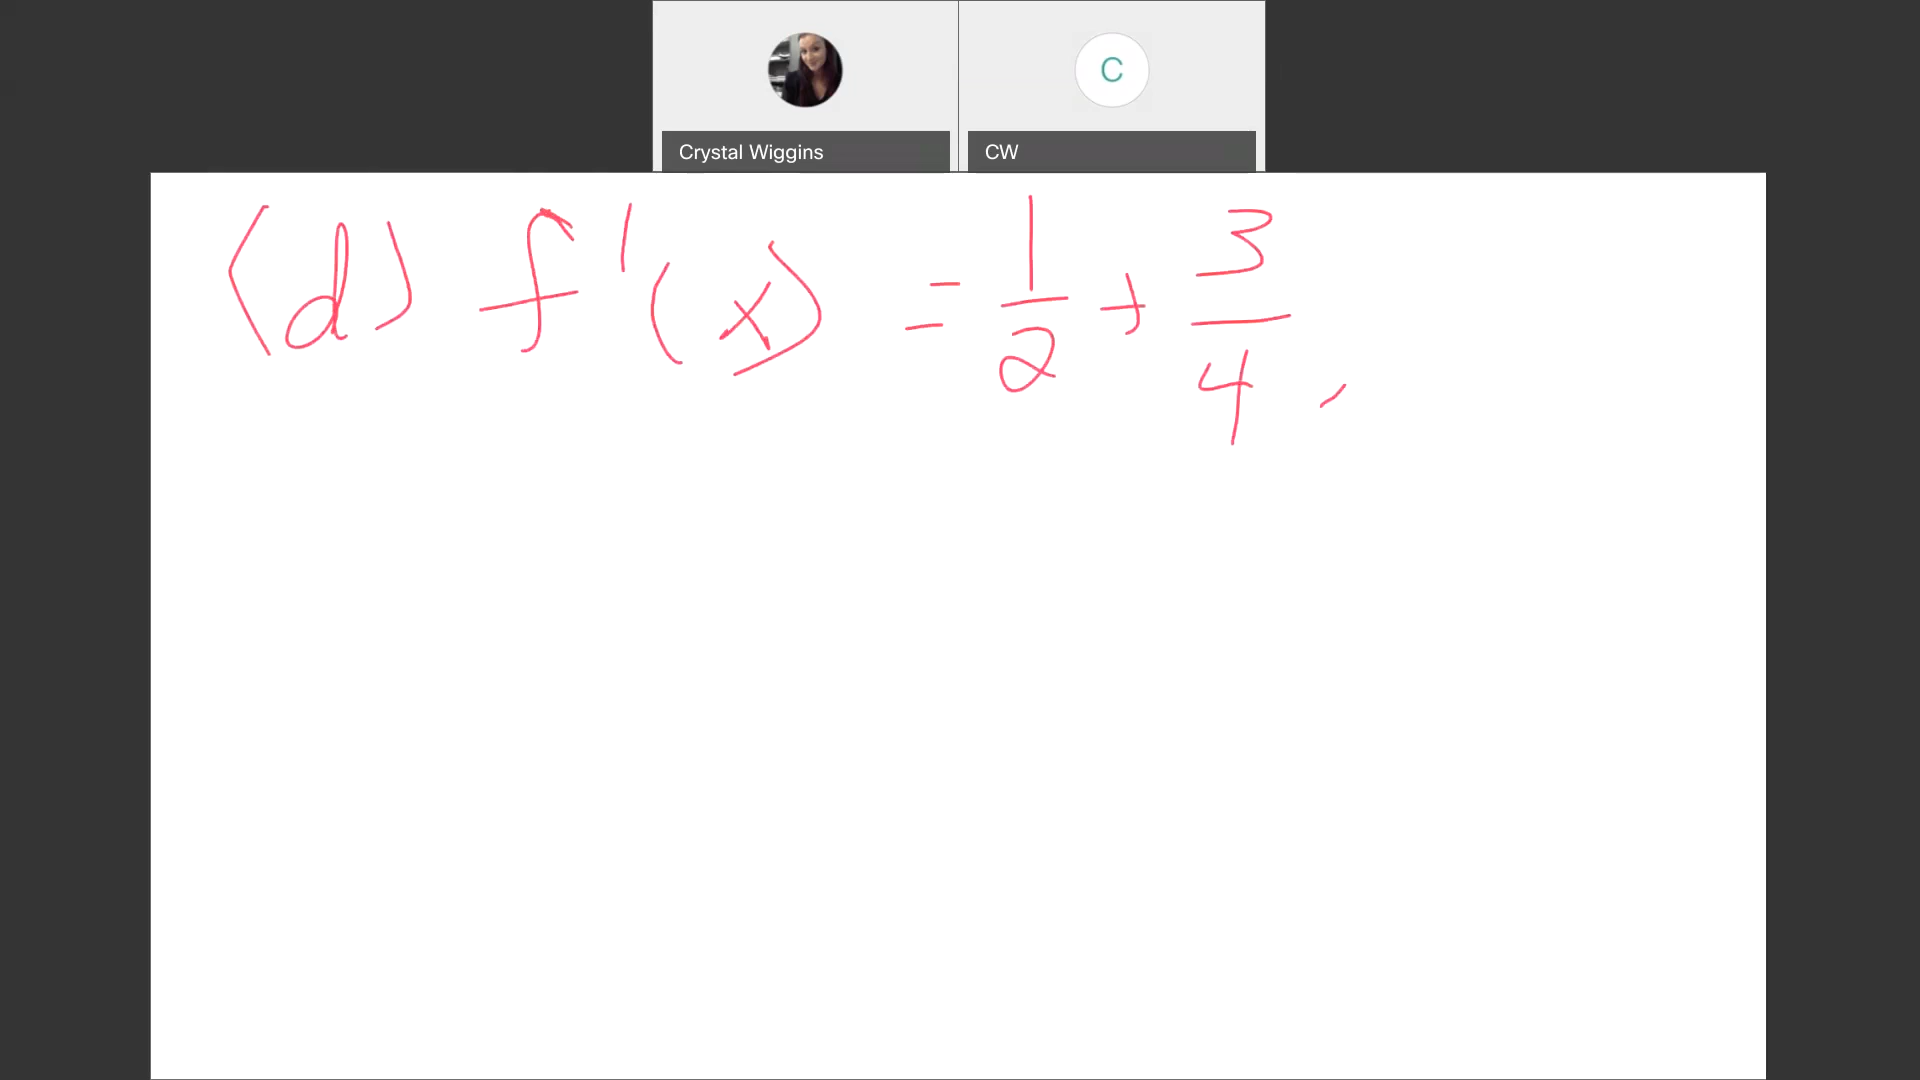 Crystal Wiggins
C
CW
(d) f'(x) = 1/2 + 3/4